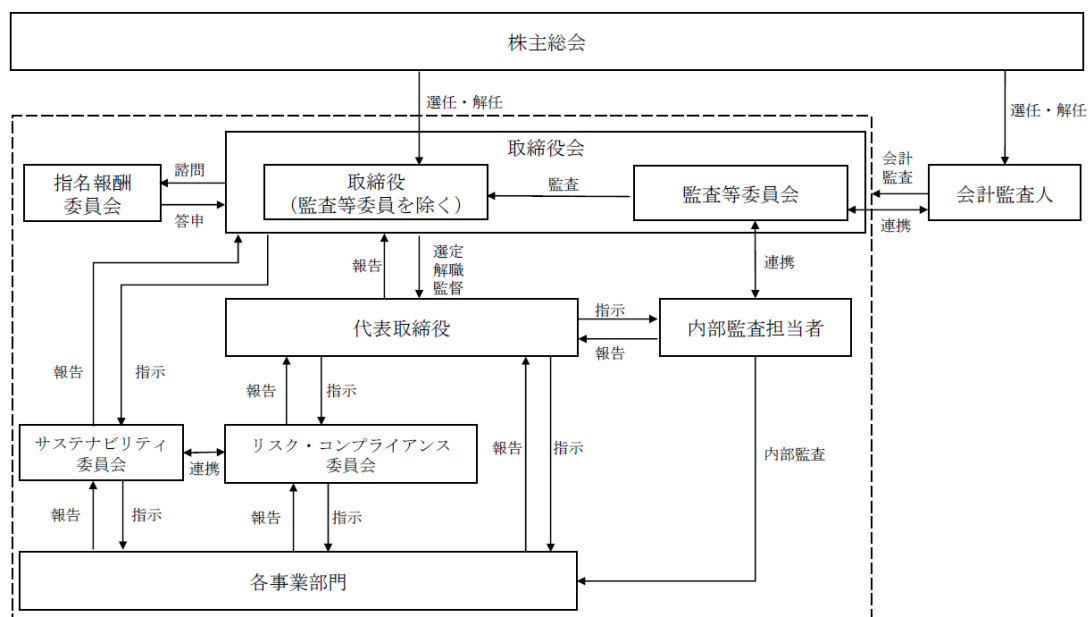 株主総会
選任・解任
選任・解任
取締役会
指名報酬
委員会
諮問
答申
取締役
（監査等委員を除く）
監査
監査等委員会
会計
監査
連携
会計監査人
報告
選定
解職
監督
連携
代表取締役
指示
報告
内部監査担当者
報告
指示
報告
指示
サステナビリティ
委員会
連携
リスク・コンプライアンス
委員会
報告
指示
内部監査
報告
指示
報告
指示
各事業部門